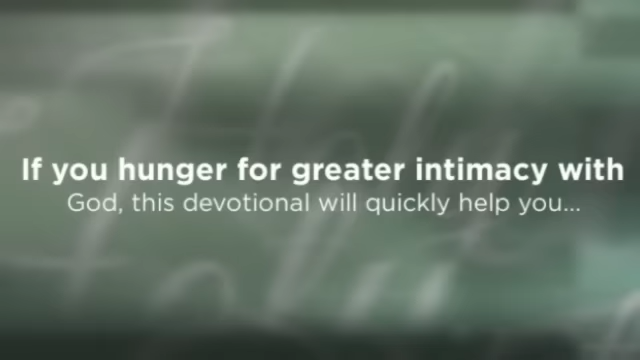 If you hunger for greater intimacy with
God, this devotional will quickly help you...